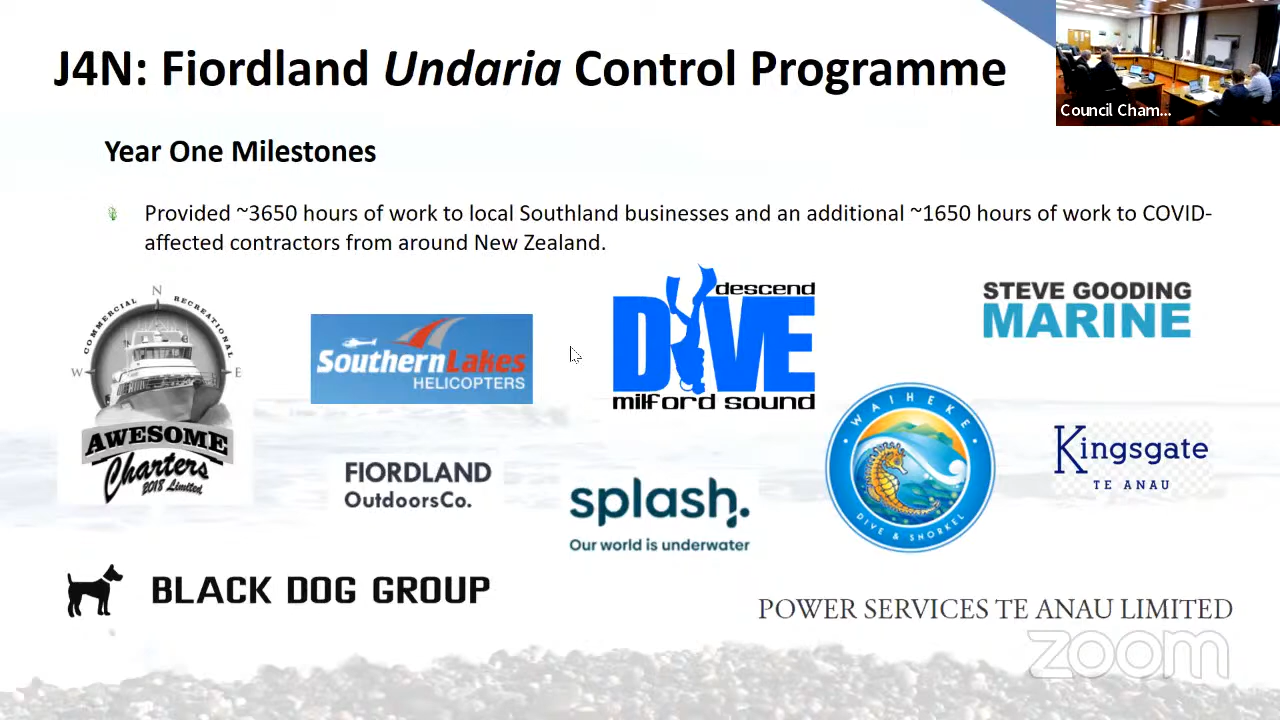 J4N: Fiordland Undaria Control Programme
Council Cham...
Year One Milestones
Provided ~3650 hours of work to local Southland businesses and an additional ~1650 hours of work to COVID-
affected contractors from around New Zealand.
N
COMMERCIAL RECREATIONAL
W E
AWESOME
Charters
2018 Limited
Southern Lakes
HELICOPTERS
descend
DIVE
milford sound
STEVE GOODING
MARINE
FIORDLAND
OutdoorsCo.
splash.
Our world is underwater
WAIHEKE
DIVE & SNORKEL
Kingsgate
TE ANAU
BLACK DOG GROUP
POWER SERVICES TE ANAU LIMITED
zoom